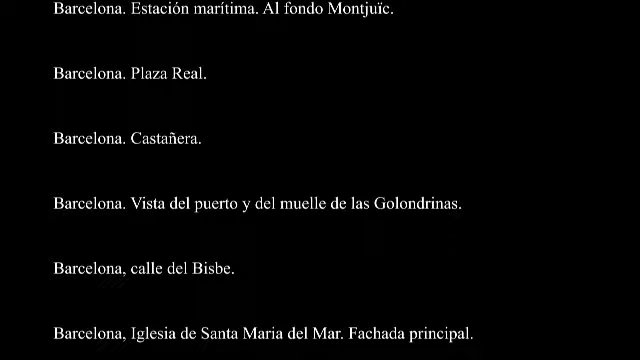 Barcelona. Estación marítima. Al fondo Montjuïc.
Barcelona. Plaza Real.
Barcelona. Castañera.
Barcelona. Vista del puerto y del muelle de las Golondrinas.
Barcelona, calle del Bisbe.
Barcelona, Iglesia de Santa Maria del Mar. Fachada principal.